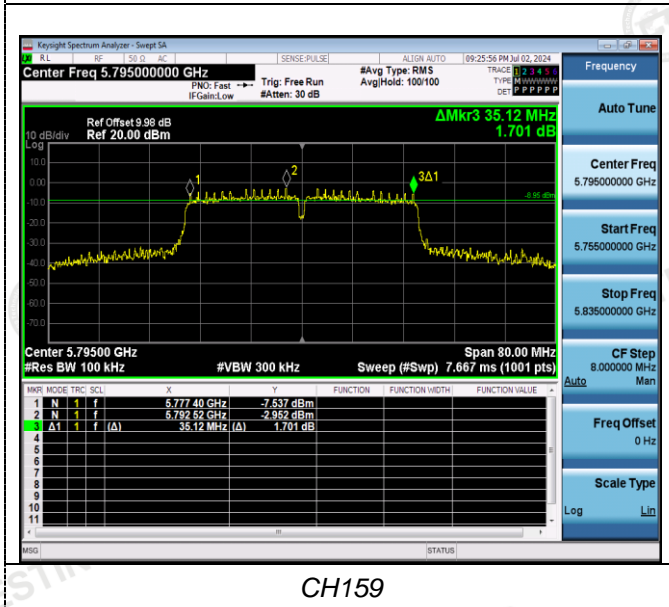 Keysight Spectrum Analyzer - Swept SA
RL RF 50 Ω AC SENSE:PULSE ALIGN AUTO 09:25:56 PM Jul 02, 2024
Center Freq 5.795000000 GHz #Avg Type: RMS TRACE 1 2 3 4 5 6
PNO: Fast Trig: Free Run Avg|Hold: 100/100 TYPE M WWWWW
IFGain:Low #Atten: 30 dB DET P P P P P P
Frequency
Auto Tune
Center Freq
5.795000000 GHz
Start Freq
5.755000000 GHz
Stop Freq
5.835000000 GHz
CF Step
8.000000 MHz
Auto Man
Freq Offset
0 Hz
Scale Type
Log Lin
ΔMkr3 35.12 MHz
1.701 dB
Ref Offset 9.98 dB
10 dB/div Ref 20.00 dBm
Log
10.0
0.00
-10.0
-20.0
-30.0
-40.0
-50.0
-60.0
-70.0
1
2
3Δ1
-8.95 dBm
Center 5.79500 GHz Span 80.00 MHz
#Res BW 100 kHz #VBW 300 kHz Sweep (#Swp) 7.667 ms (1001 pts)
MKR MODE TRC SCL X Y FUNCTION FUNCTION WIDTH FUNCTION VALUE
1 N 1 f 5.777 40 GHz -7.537 dBm
2 N 1 f 5.792 52 GHz -2.952 dBm
3 Δ1 1 f (Δ) 35.12 MHz (Δ) 1.701 dB
4
5
6
7
8
9
10
11
MSG STATUS
CH159